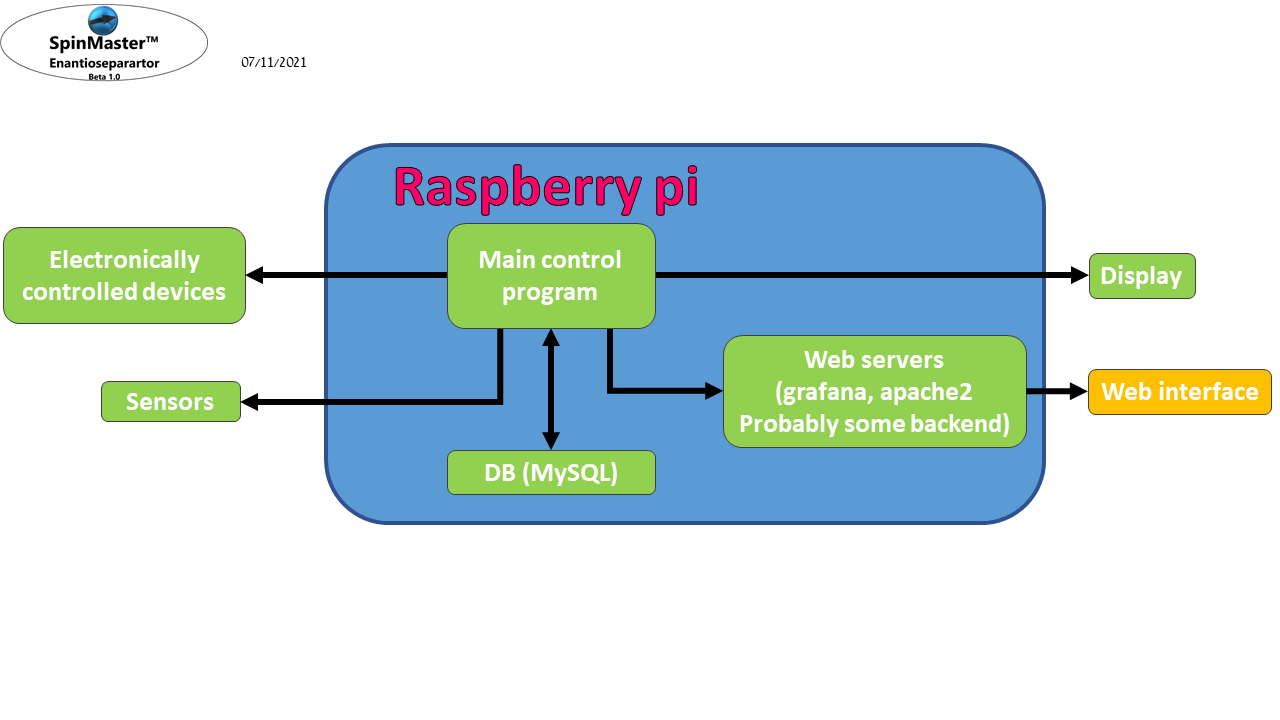 SpinMaster™
Enantioseparartor
Beta 1.0
07/11/2021
Raspberry pi
Electronically
controlled devices
Main control
program
Display
Web servers
(grafana, apache2
Probably some backend)
Web interface
Sensors
DB (MySQL)